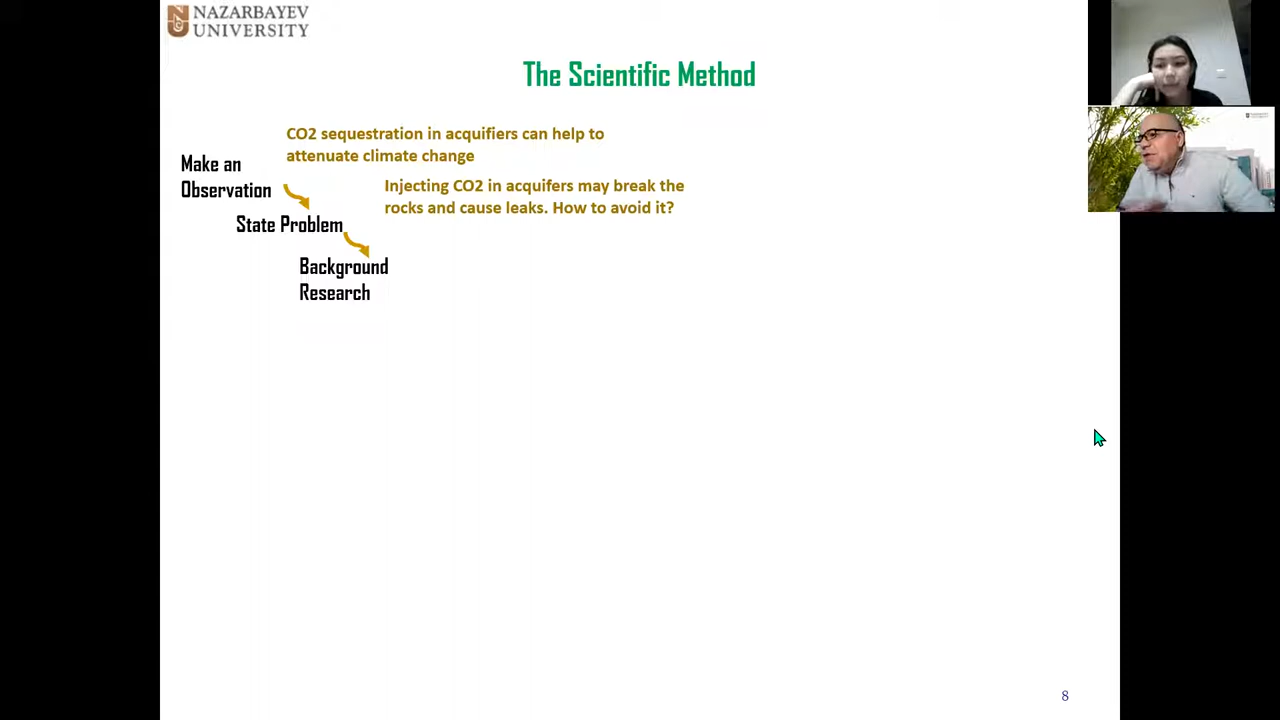 NAZARBAYEV
UNIVERSITY
The Scientific Method
CO2 sequestration in acquifiers can help to
attenuate climate change
Make an
Observation
Injecting CO2 in acquifers may break the
rocks and cause leaks. How to avoid it?
State Problem
Background
Research
8